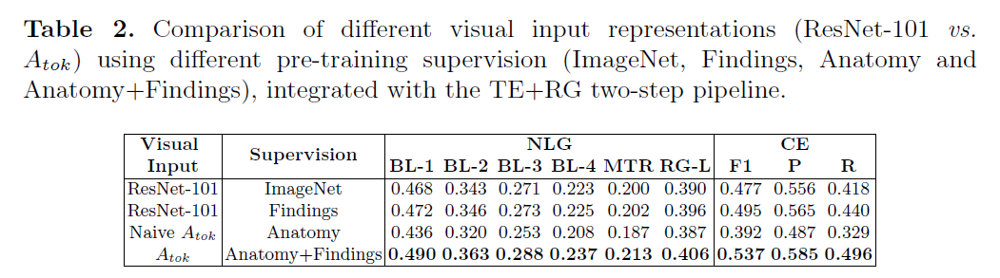 Table 2. Comparison of different visual input representations (ResNet-101 vs.
Atok) using different pre-training supervision (ImageNet, Findings, Anatomy and
Anatomy+Findings), integrated with the TE+RG two-step pipeline.
Visual Input Supervision NLG CE
BL-1 BL-2 BL-3 BL-4 MTR RG-L F1 P R
ResNet-101 ImageNet 0.468 0.343 0.271 0.223 0.200 0.390 0.477 0.556 0.418
ResNet-101 Findings 0.472 0.346 0.273 0.225 0.202 0.396 0.495 0.565 0.440
Naive Atok Anatomy 0.436 0.320 0.253 0.208 0.187 0.387 0.392 0.487 0.329
Atok Anatomy+Findings 0.490 0.363 0.288 0.237 0.213 0.406 0.537 0.585 0.496